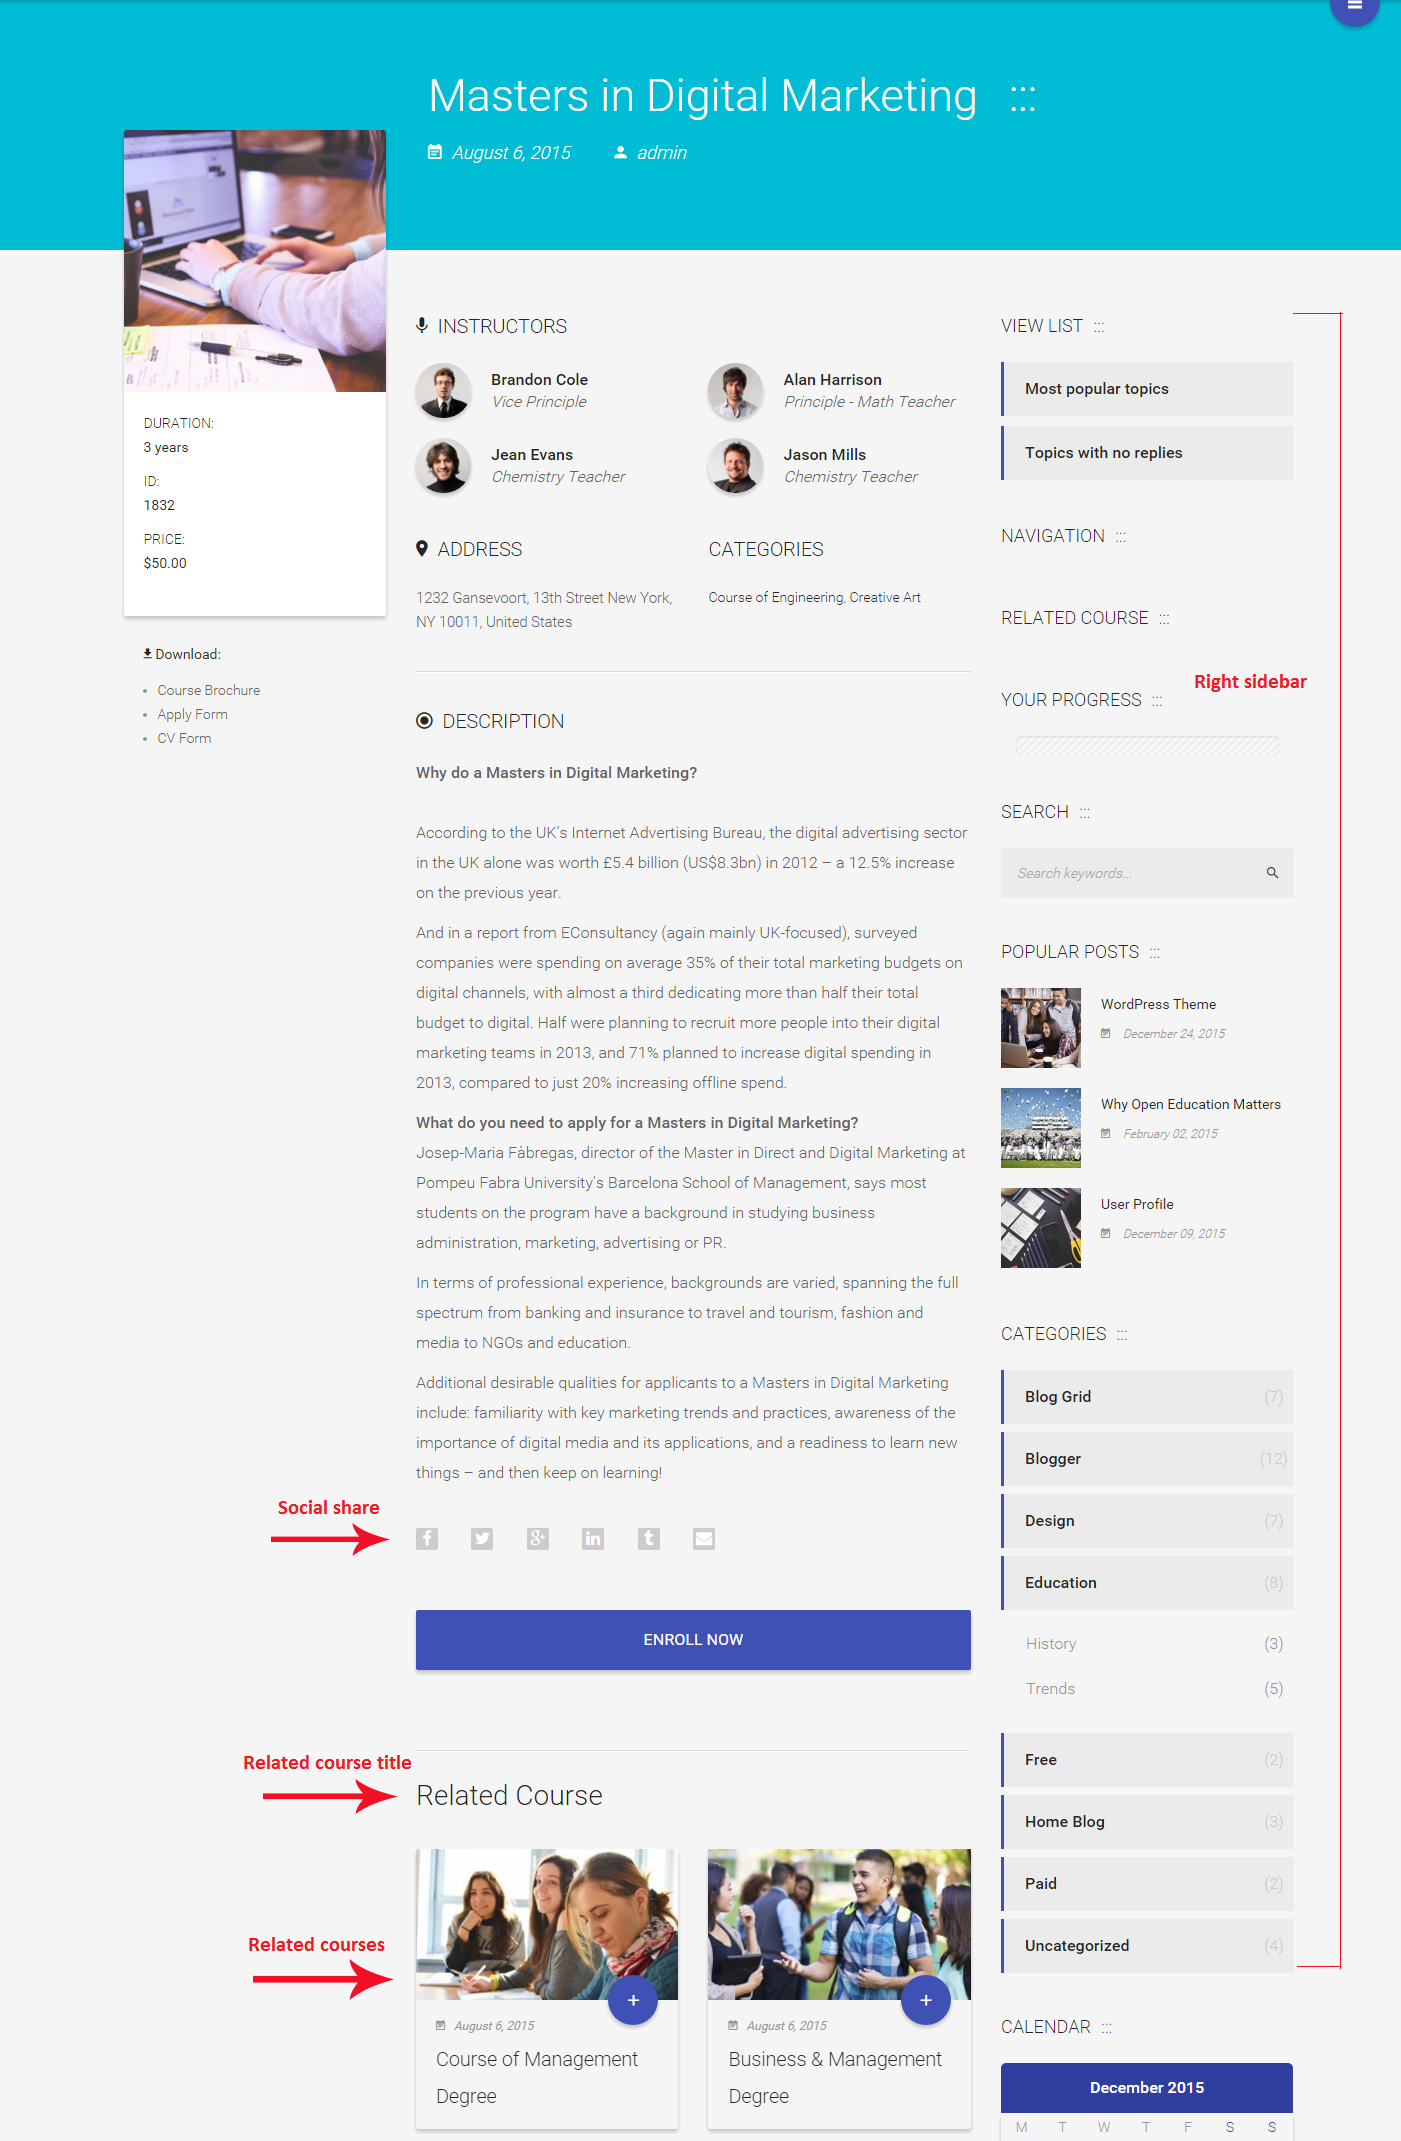 Masters in Digital Marketing :::
August 6, 2015 admin
DURATION:
3 years
ID:
1832
PRICE:
$50.00
Download:
Course Brochure
Apply Form
CV Form
INSTRUCTORS
Brandon Cole
Vice Principle
Alan Harrison
Principle - Math Teacher
Jean Evans
Chemistry Teacher
Jason Mills
Chemistry Teacher
ADDRESS
1232 Gansevoort, 13th Street New York,
NY 10011, United States
CATEGORIES
Course of Engineering, Creative Art
DESCRIPTION
Why do a Masters in Digital Marketing?
According to the UK’s Internet Advertising Bureau, the digital advertising sector
in the UK alone was worth £5.4 billion (US$8.3bn) in 2012 – a 12.5% increase
on the previous year.
And in a report from EConsultancy (again mainly UK-focused), surveyed
companies were spending on average 35% of their total marketing budgets on
digital channels, with almost a third dedicating more than half their total
budget to digital. Half were planning to recruit more people into their digital
marketing teams in 2013, and 71% planned to increase digital spending in
2013, compared to just 20% increasing offline spend.
What do you need to apply for a Masters in Digital Marketing?
Josep-Maria Fàbregas, director of the Master in Direct and Digital Marketing at
Pompeu Fabra University’s Barcelona School of Management, says most
students on the program have a background in studying business
administration, marketing, advertising or PR.
In terms of professional experience, backgrounds are varied, spanning the full
spectrum from banking and insurance to travel and tourism, fashion and
media to NGOs and education.
Additional desirable qualities for applicants to a Masters in Digital Marketing
include: familiarity with key marketing trends and practices, awareness of the
importance of digital media and its applications, and a readiness to learn new
things – and then keep on learning!
Social share
ENROLL NOW
Related course title
Related Course
Related courses
August 6, 2015
Course of Management
Degree
August 6, 2015
Business & Management
Degree
VIEW LIST :::
Most popular topics
Topics with no replies
NAVIGATION :::
RELATED COURSE :::
Right sidebar
YOUR PROGRESS :::
SEARCH :::
Search keywords...
POPULAR POSTS :::
WordPress Theme
December 24, 2015
Why Open Education Matters
February 02, 2015
User Profile
December 09, 2015
CATEGORIES :::
Blog Grid (7)
Blogger (12)
Design (7)
Education (8)
History (3)
Trends (5)
Free (2)
Home Blog (3)
Paid (2)
Uncategorized (4)
CALENDAR :::
December 2015
M T W T F S S